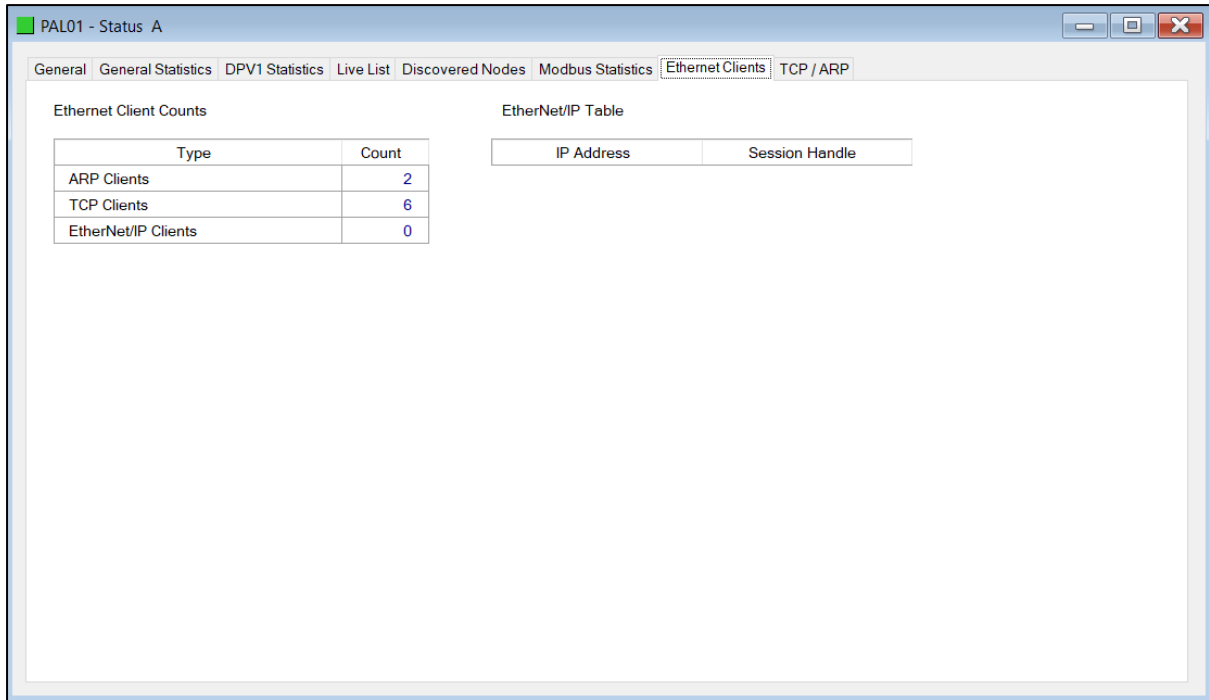 PAL01 - Status A
General General Statistics DPV1 Statistics Live List Discovered Nodes Modbus Statistics Ethernet Clients TCP / ARP
Ethernet Client Counts
Type Count
ARP Clients 2
TCP Clients 6
EtherNet/IP Clients 0
EtherNet/IP Table
IP Address Session Handle